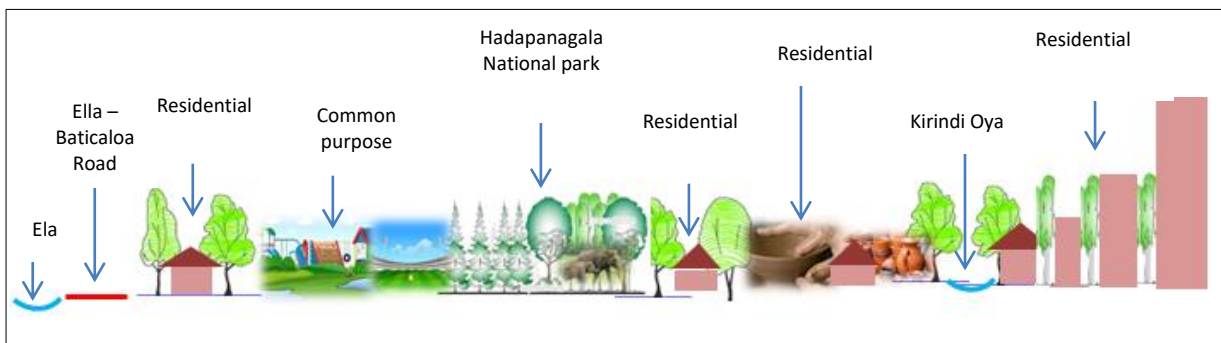 Ela
Ella –
Baticaloa
Road
Residential
Common
purpose
Hadapanagala
National park
Residential
Residential
Kirindi Oya
Residential